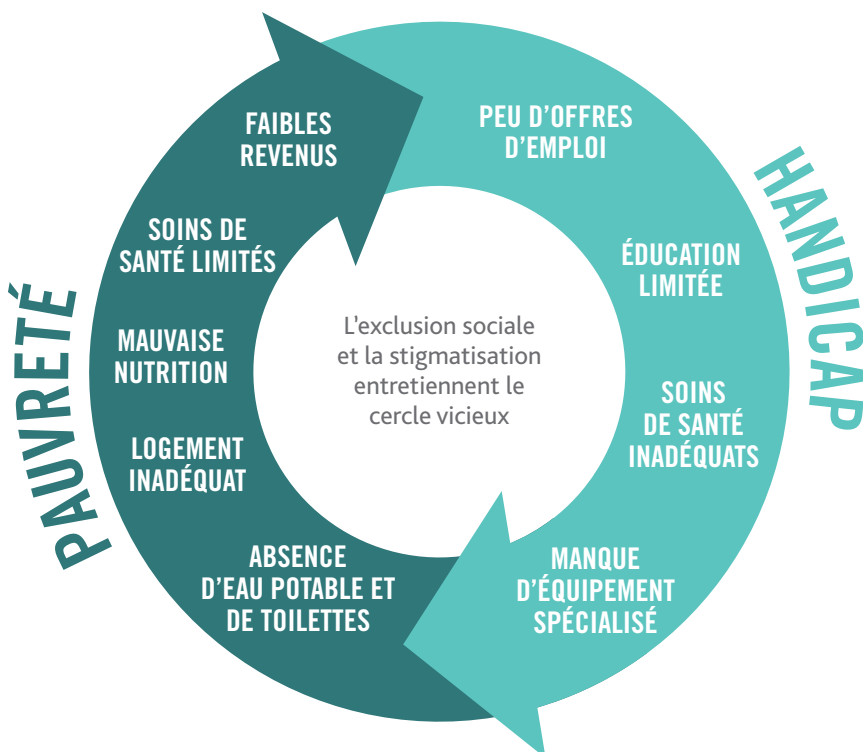 PAUVRETÉ
FAIBLES
REVENUS
SOINS DE
SANTÉ LIMITÉS
MAUVAISE
NUTRITION
LOGEMENT
INADÉQUAT
ABSENCE
D'EAU POTABLE ET
DE TOILETTES
L'exclusion sociale
et la stigmatisation
entretiennent le
cercle vicieux
HANDICAP
PEU D'OFFRES
D'EMPLOI
ÉDUCATION
LIMITÉE
SOINS
DE SANTÉ
INADÉQUATS
MANQUE
D'ÉQUIPEMENT
SPÉCIALISÉ